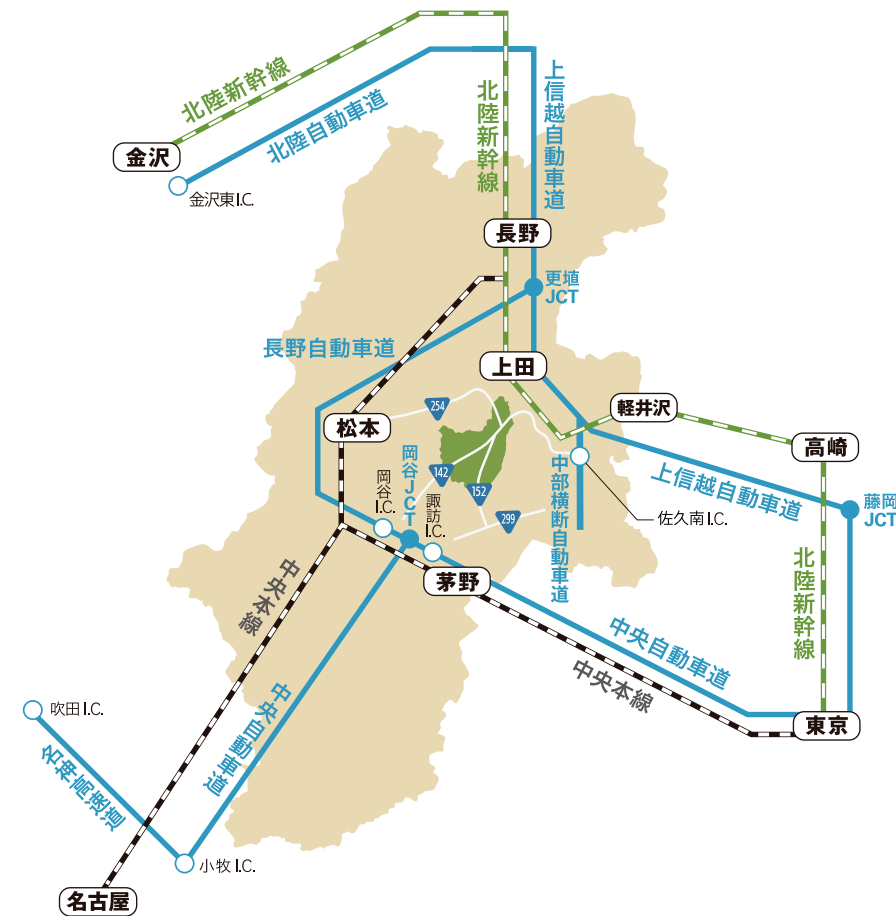 北陸新幹線
北陸自動車道
金沢
金沢東I.C.
北陸新幹線
上信越自動車道
長野
更埴
JCT
長野自動車道
上田
軽井沢
254
松本
高崎
岡谷JCT
岡谷I.C.
142
152
諏訪I.C.
299
中部横断自動車道
佐久南I.C.
上信越自動車道
藤岡
JCT
北陸新幹線
茅野
中央本線
中央自動車道
中央自動車道
中央本線
東京
吹田I.C.
名神高速道
小牧I.C.
名古屋